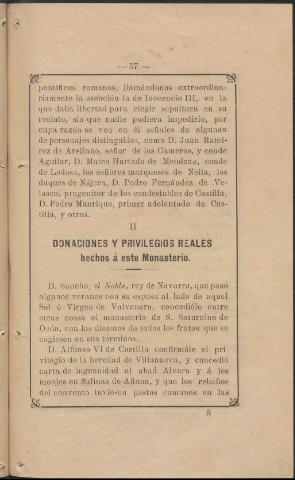 — 57 —
pontífices romanos, llamándonos extraordina-
riamente la atención la de Inocencio III, en la
que daba libertad para elegir sepultura en su
recinto, sin que nadie pudiera impedirlo, por
cuya razón se ven en él señales de algunas
de personajes distinguidos, como D. Juan Ramí-
rez de Arellano, señor de los Cameros, y conde
Aguilar, D. Mateo Hurtado de Mendoza, conde
de Lodosa, los señores marqueses de Neila, los
duques de Nájera, D. Pedro Fernández de Ve-
lasco, progenitor de los condestables de Castilla,
D. Pedro Manrique, primer adelantado de Cas-
tilla, y otros.
II
DONACIONES Y PRIVILEGIOS REALES
hechos á este Monasterio.
D. Sancho, el Noble, rey de Navarra, que pasó
algunos veranos con su esposa al lado de aquel
Sol ó Virgen de Valvanera, concedióle entre
otras cosas el monasterio de S. Saturnino de
Ocón, con los diezmos de todos los frutos que se
cogiesen en sus términos.
D. Alfonso VI de Castilla confirmóle el pri-
vilegio de la heredad de Villanueva, y concedió
carta de ingenuidad al abad Alvaro y á los
monjes en Salinas de Añana, y que los rebaños
del convento tuviesen pastos comunes en las
8